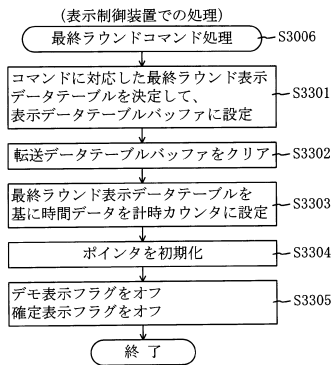 (表示制御装置での処理)
最終ラウンドコマンド処理
S3006
コマンドに対応した最終ラウンド表示
データテーブルを決定して、
表示データテーブルバッファに設定
S3301
転送データテーブルバッファをクリア
S3302
最終ラウンド表示データテーブルを
基に時間データを計時カウンタに設定
S3303
ポインタを初期化
S3304
デモ表示フラグをオフ
確定表示フラグをオフ
S3305
終了